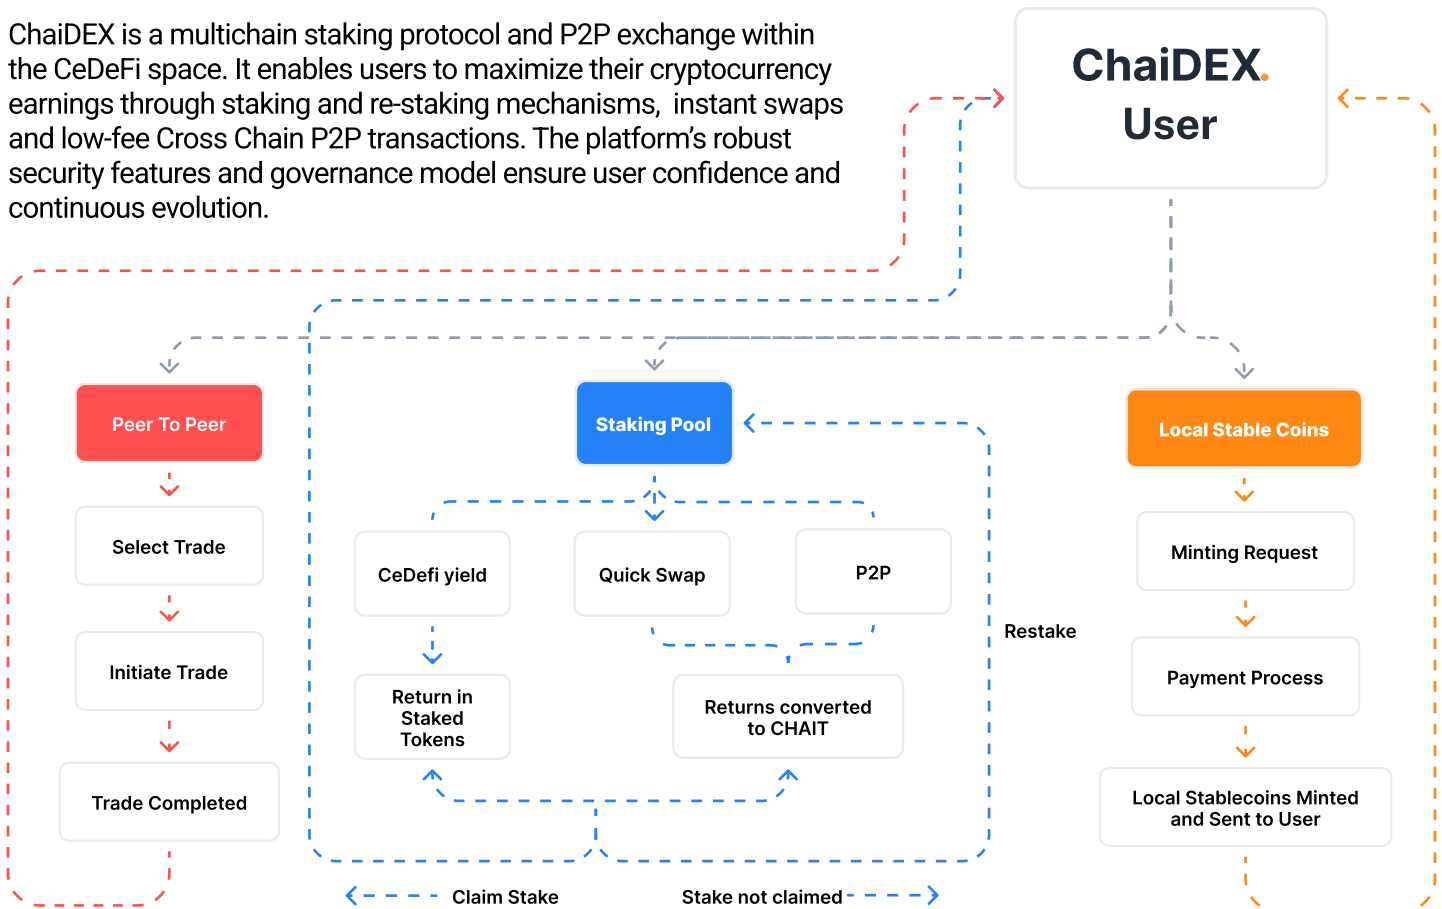 ChaiDEX is a multichain staking protocol and P2P exchange within
the CeDeFi space. It enables users to maximize their cryptocurrency
earnings through staking and re-staking mechanisms,  instant swaps
and low-fee Cross Chain P2P transactions. The platform’s robust
security features and governance model ensure user confidence and
continuous evolution.
ChaiDEX.
User
Peer To Peer
Select Trade
Initiate Trade
Trade Completed
Staking Pool
CeDefi yield
Quick Swap
P2P
Return in
Staked
Tokens
Returns converted
to CHAIT
Restake
Claim Stake
Stake not claimed
Local Stable Coins
Minting Request
Payment Process
Local Stablecoins Minted
and Sent to User